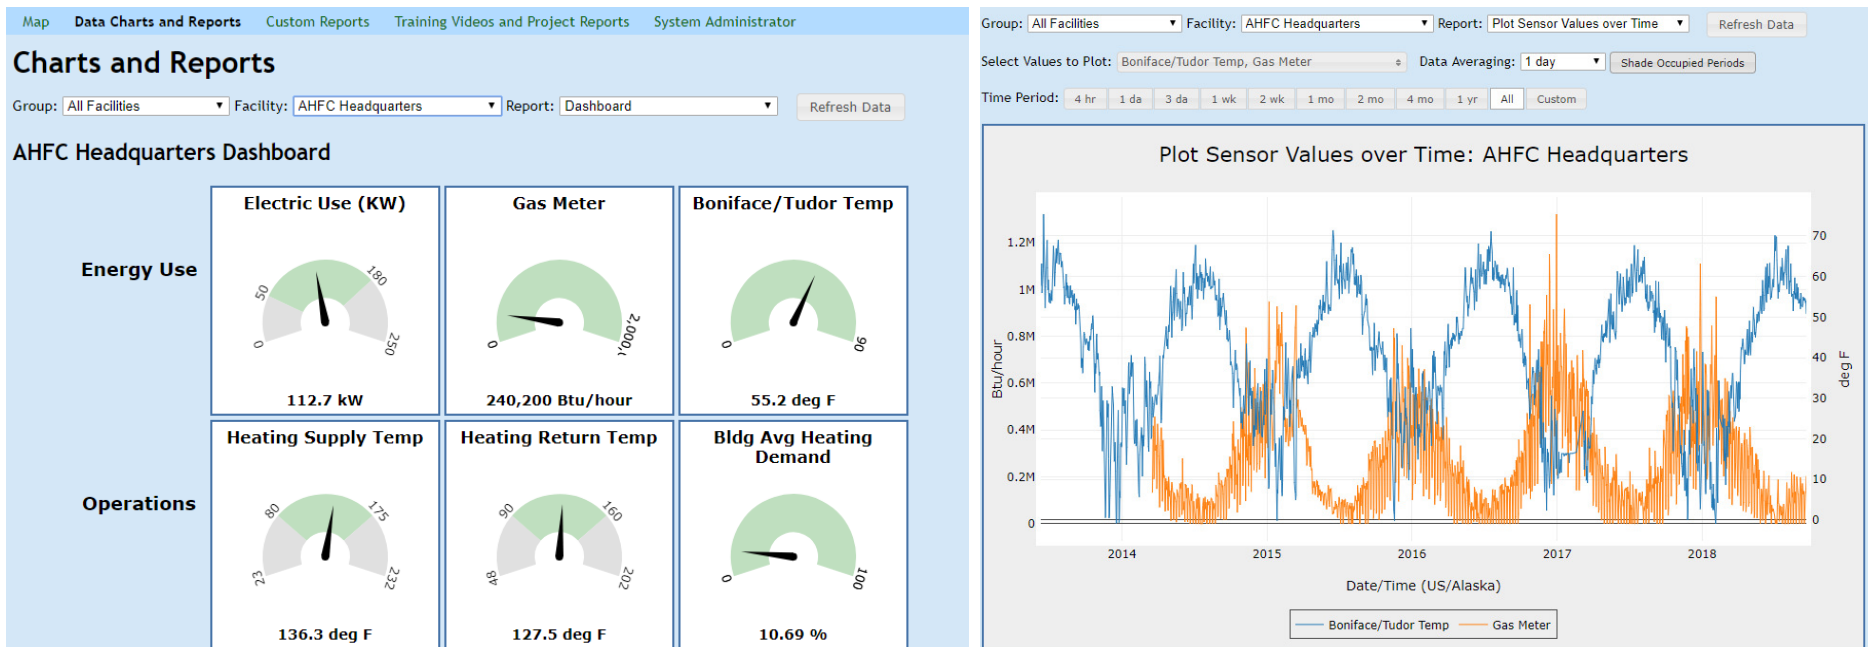 Map Data Charts and Reports Custom Reports Training Videos and Project Reports System Administrator
Charts and Reports
Group: All Facilities Facility: AHFC Headquarters Report: Dashboard Refresh Data
AHFC Headquarters Dashboard
Energy Use
Electric Use (KW)
0 50 180 250
112.7 kW
Gas Meter
0 2,000,
240,200 Btu/hour
Boniface/Tudor Temp
0 90
55.2 deg F
Operations
Heating Supply Temp
23 80 175 232
136.3 deg F
Heating Return Temp
48 90 160 202
127.5 deg F
Bldg Avg Heating
Demand
0 100
10.69 %
Group: All Facilities Facility: AHFC Headquarters Report: Plot Sensor Values over Time Refresh Data
Select Values to Plot: Boniface/Tudor Temp, Gas Meter Data Averaging: 1 day Shade Occupied Periods
Time Period: 4 hr 1 da 3 da 1 wk 2 wk 1 mo 2 mo 4 mo 1 yr All Custom
Plot Sensor Values over Time: AHFC Headquarters
Btu/hour
1.2M
1M
0.8M
0.6M
0.4M
0.2M
0
70
60
50
40
30
20
10
0
deg F
2014 2015 2016 2017 2018
Date/Time (US/Alaska)
Boniface/Tudor Temp Gas Meter